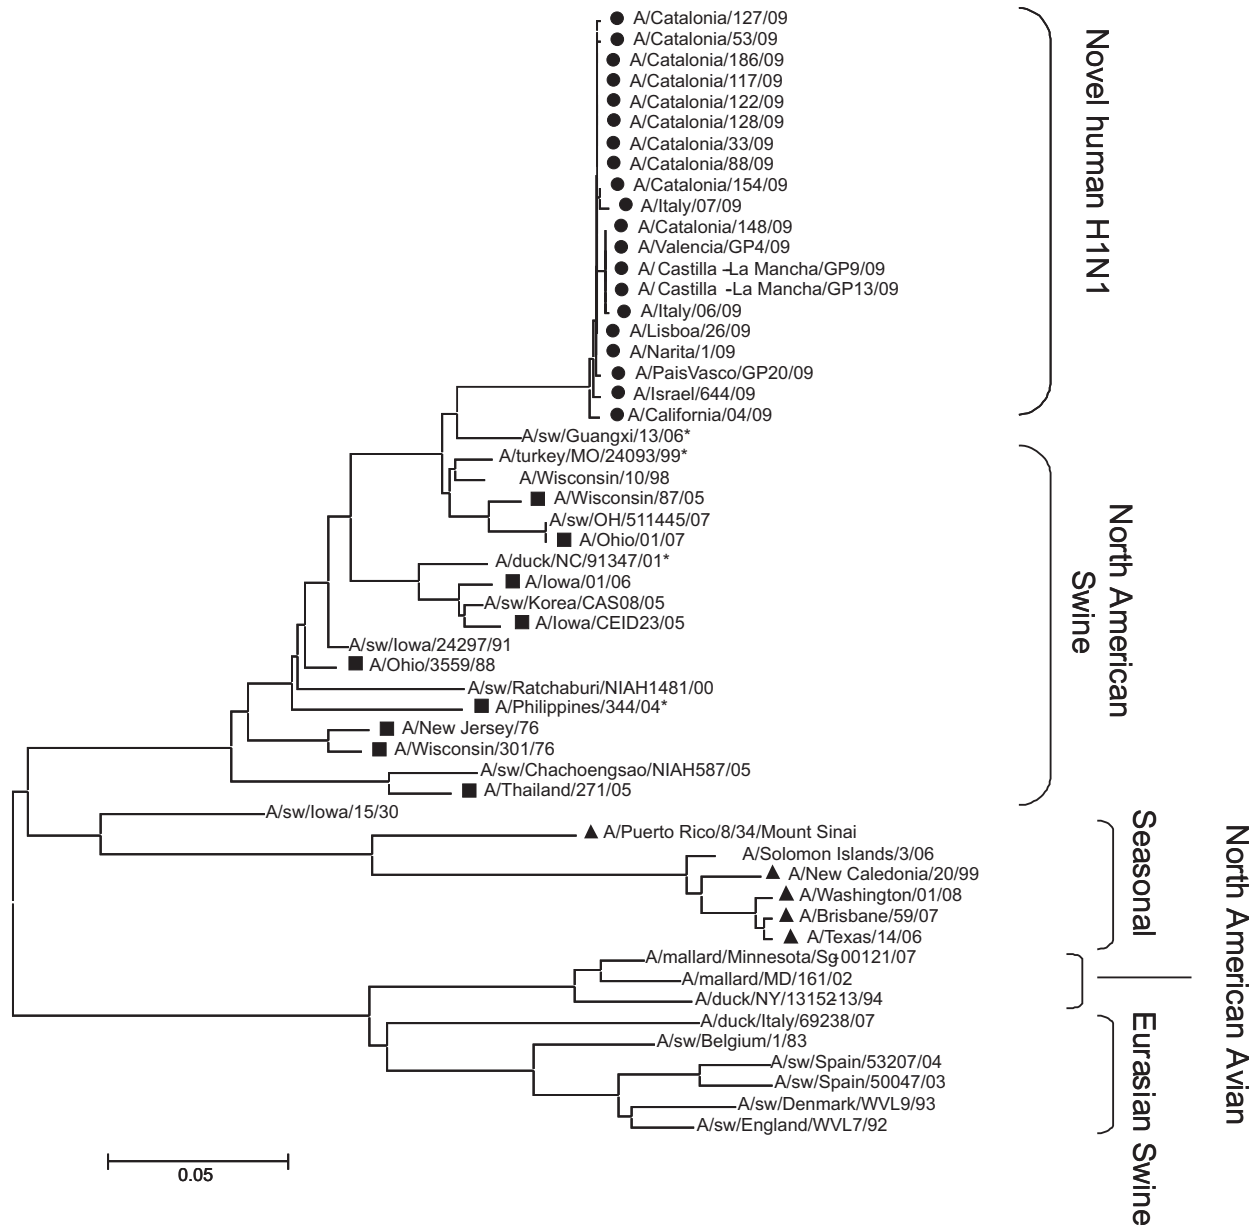 A/Catalonia/127/09
A/Catalonia/53/09
A/Catalonia/186/09
A/Catalonia/117/09
A/Catalonia/122/09
A/Catalonia/128/09
A/Catalonia/33/09
A/Catalonia/88/09
A/Catalonia/154/09
A/Italy/07/09
A/Catalonia/148/09
A/Valencia/GP4/09
A/ Castilla -La Mancha/GP9/09
A/ Castilla -La Mancha/GP13/09
A/Italy/06/09
A/Lisboa/26/09
A/Narita/1/09
A/PaisVasco/GP20/09
A/Israel/644/09
A/California/04/09
Novel human H1N1
A/sw/Guangxi/13/06*
A/turkey/MO/24093/99*
A/Wisconsin/10/98
A/Wisconsin/87/05
A/sw/OH/511445/07
A/Ohio/01/07
A/duck/NC/91347/01*
A/Iowa/01/06
A/sw/Korea/CAS08/05
A/Iowa/CEID23/05
A/sw/Iowa/24297/91
A/Ohio/3559/88
A/sw/Ratchaburi/NIAH1481/00
A/Philippines/344/04*
A/New Jersey/76
A/Wisconsin/301/76
A/sw/Chachoengsao/NIAH587/05
A/Thailand/271/05
North American
Swine
A/sw/Iowa/15/30
A/Puerto Rico/8/34/Mount Sinai
A/Solomon Islands/3/06
A/New Caledonia/20/99
A/Washington/01/08
A/Brisbane/59/07
A/Texas/14/06
Seasonal
A/mallard/Minnesota/Sg-00121/07
A/mallard/MD/161/02
A/duck/NY/13152-13/94
North American Avian
A/duck/Italy/69238/07
A/sw/Belgium/1/83
A/sw/Spain/53207/04
A/sw/Spain/50047/03
A/sw/Denmark/WVL9/93
A/sw/England/WVL7/92
Eurasian Swine
0.05